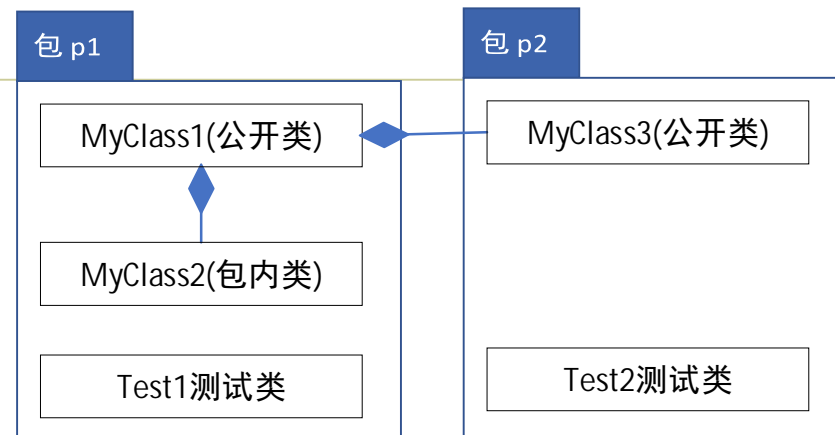 包 p1
包 p2
MyClass1(公开类)
MyClass3(公开类)
MyClass2(包内类)
Test1测试类
Test2测试类